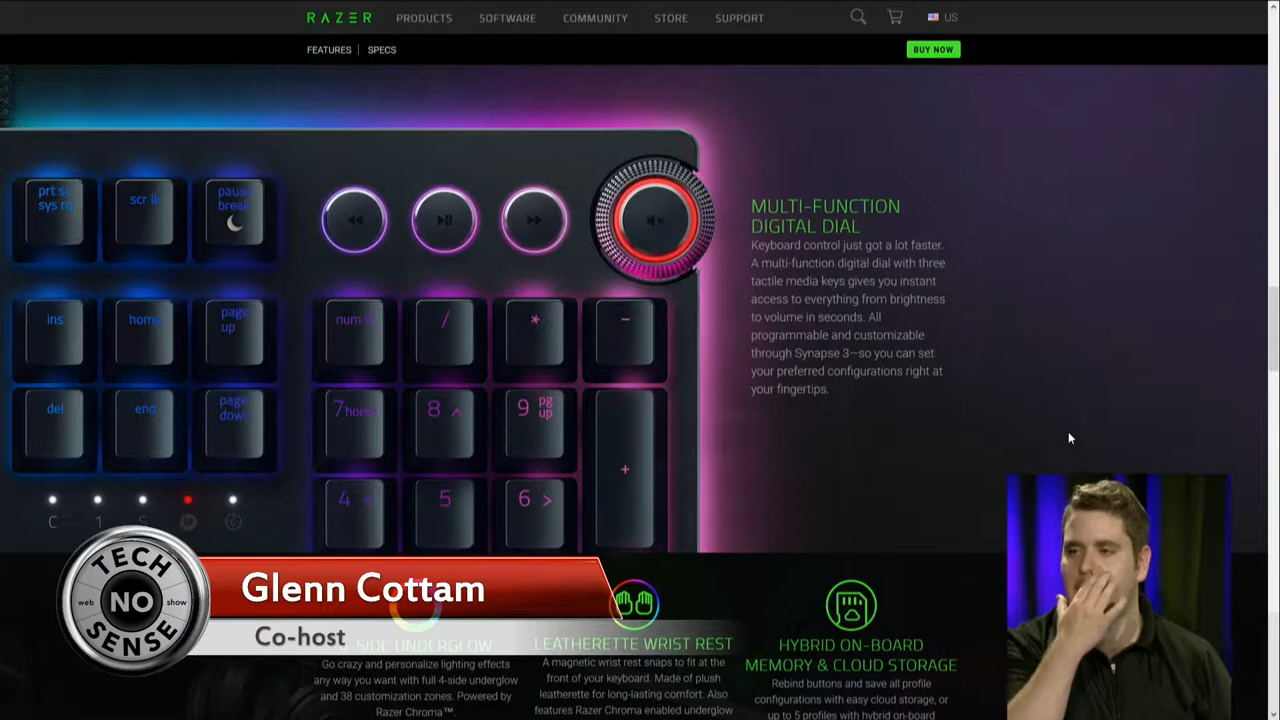 RAZER PRODUCTS SOFTWARE COMMUNITY STORE SUPPORT US
FEATURES | SPECS BUY NOW
prt sc
sys rq
scr lk
pause
break
ins
home
page
up
del
end
page
down
num
/
*
-
7 home
8 ^
9 pg
up
+
4 <
5
6 >
C 1 S
MULTI-FUNCTION
DIGITAL DIAL
Keyboard control just got a lot faster.
A multi-function digital dial with three
tactile media keys gives you instant
access to everything from brightness
to volume in seconds. All
programmable and customizable
through Synapse 3—so you can set
your preferred configurations right at
your fingertips.
TECH
web NO show
SENSE
Glenn Cottam
Co-host
SIDE UNDERGLOW
Go crazy and personalize lighting effects
any way you want with full 4-side underglow
and 38 customization zones. Powered by
Razer Chroma™.
LEATHERETTE WRIST REST
A magnetic wrist rest snaps to fit at the
front of your keyboard. Made of plush
leatherette for long-lasting comfort. Also
features Razer Chroma enabled underglow
HYBRID ON-BOARD
MEMORY & CLOUD STORAGE
Rebind buttons and save all profile
configurations with easy cloud storage, or
up to 5 profiles with hybrid on-board